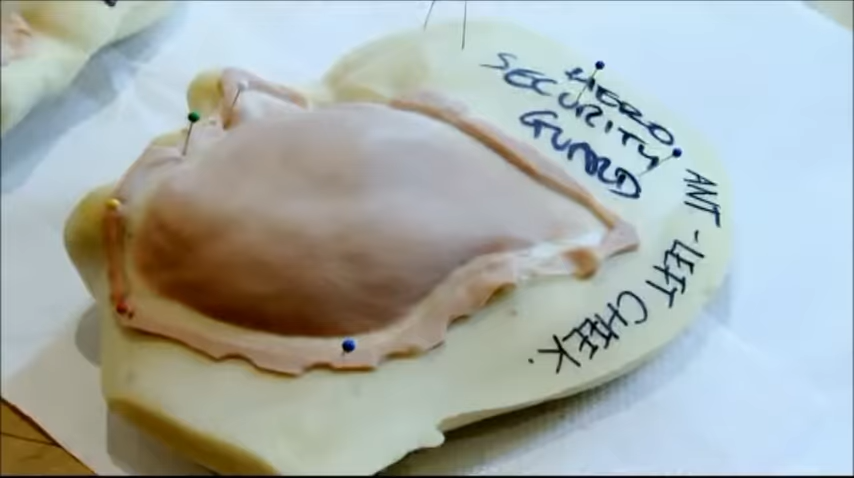 HERO
SECURITY
GUARD
ANT - LEFT CHEEK.